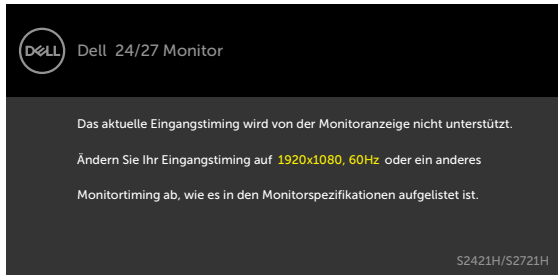 DELL Dell 24/27 Monitor
Das aktuelle Eingangstiming wird von der Monitoranzeige nicht unterstützt.
Ändern Sie Ihr Eingangstiming auf 1920x1080, 60Hz oder ein anderes
Monitortiming ab, wie es in den Monitorspezifikationen aufgelistet ist.
S2421H/S2721H